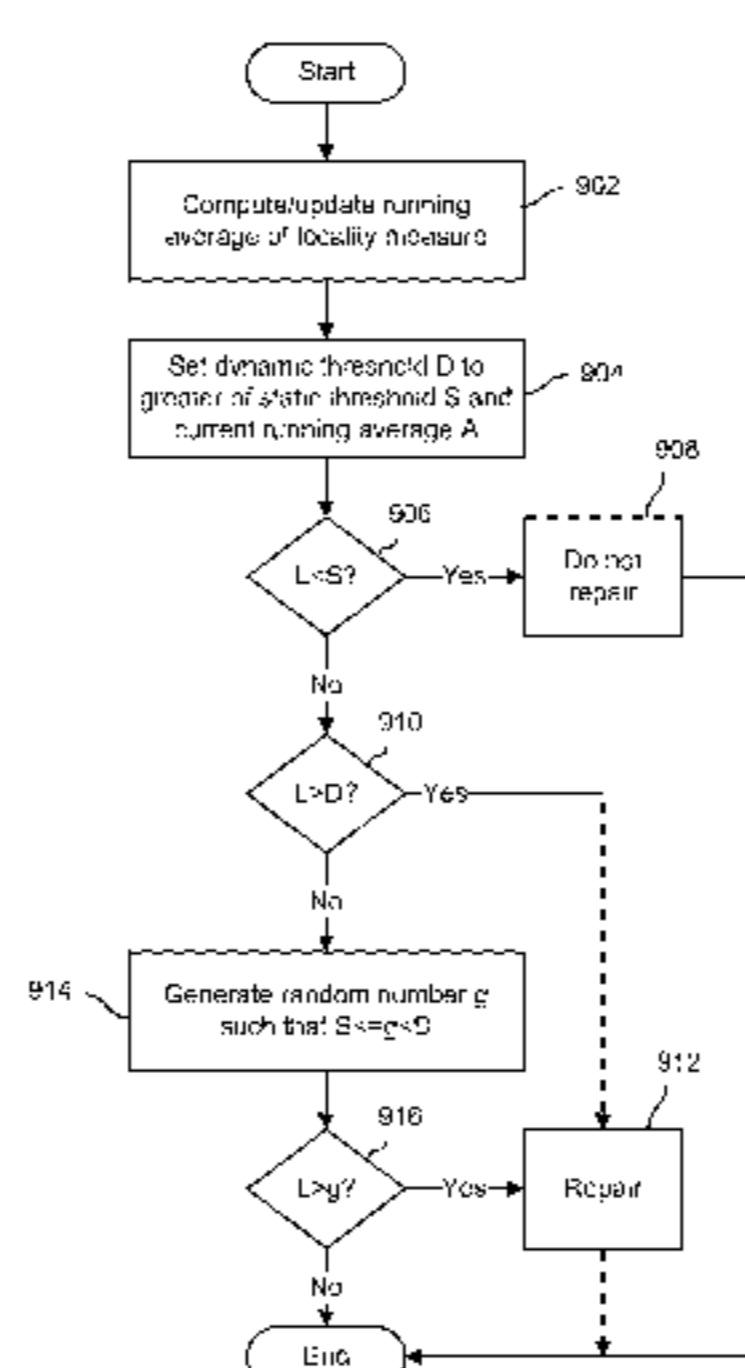 Start
Compute/update running
average of locality measure
902
Set dynamic threshold D to
greater of static threshold S and
current running average A
904
906
L<S?
Yes
908
Do not
repair
No
910
L>D?
Yes
No
914
Generate random number g
such that S<=g<D
912
916
L>g?
Yes
Repair
No
End